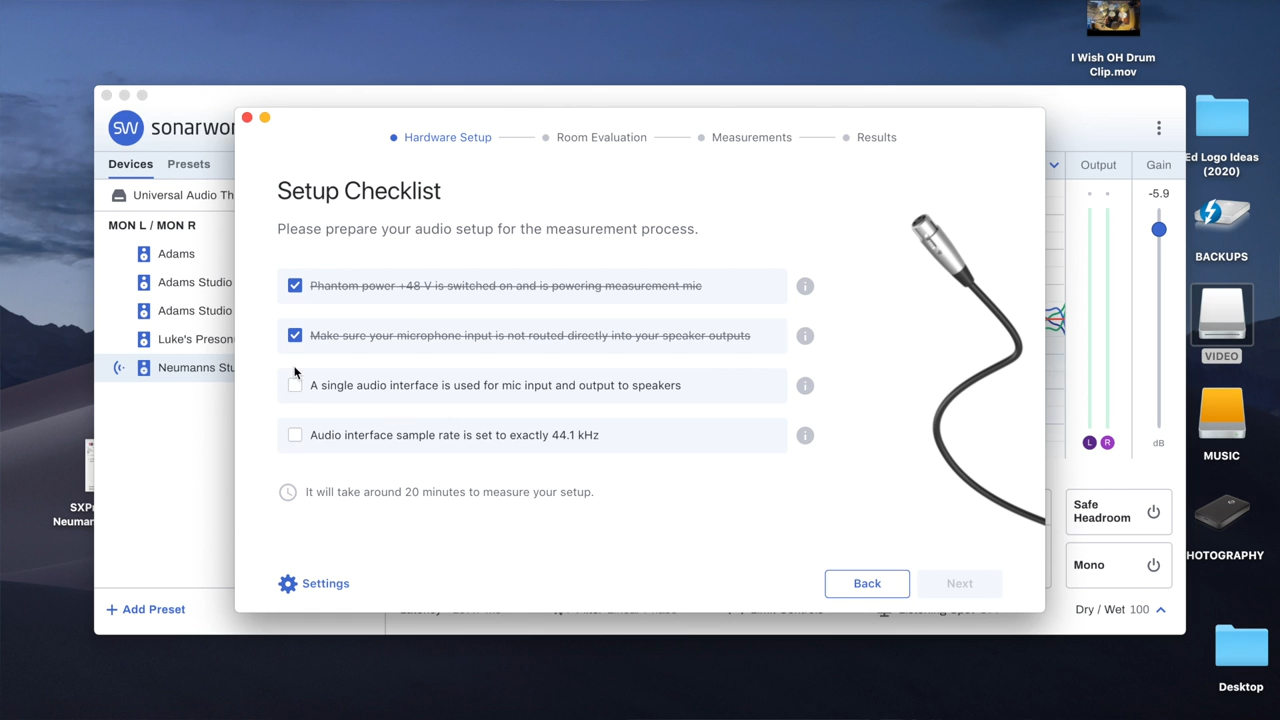 I Wish OH Drum
Clip.mov
SW sonarwo
Hardware Setup
Room Evaluation
Measurements
Results
Devices
Presets
Output
Gain
Ed Logo Ideas
(2020)
Universal Audio Th
-5.9
Setup Checklist
MON L / MON R
Please prepare your audio setup for the measurement process.
Adams
BACKUPS
Adams Studio
Phantom power +48 V is switched on and is powering measurement mic
Adams Studio
Luke's Preson
Make sure your microphone input is not routed directly into your speaker outputs
VIDEO
Neumanns Stu
A single audio interface is used for mic input and output to speakers
Audio interface sample rate is set to exactly 44.1 kHz
L
R
dB
MUSIC
It will take around 20 minutes to measure your setup.
SXPr
Neuman
Safe
Headroom
HOTOGRAPHY
Mono
Settings
Back
Next
+ Add Preset
Dry / Wet 100
Desktop